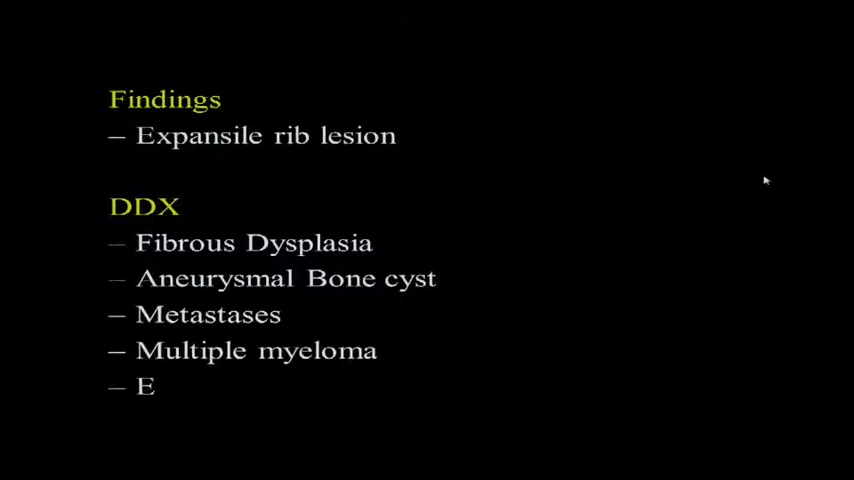 Findings
– Expansile rib lesion
DDX
– Fibrous Dysplasia
– Aneurysmal Bone cyst
– Metastases
– Multiple myeloma
– E